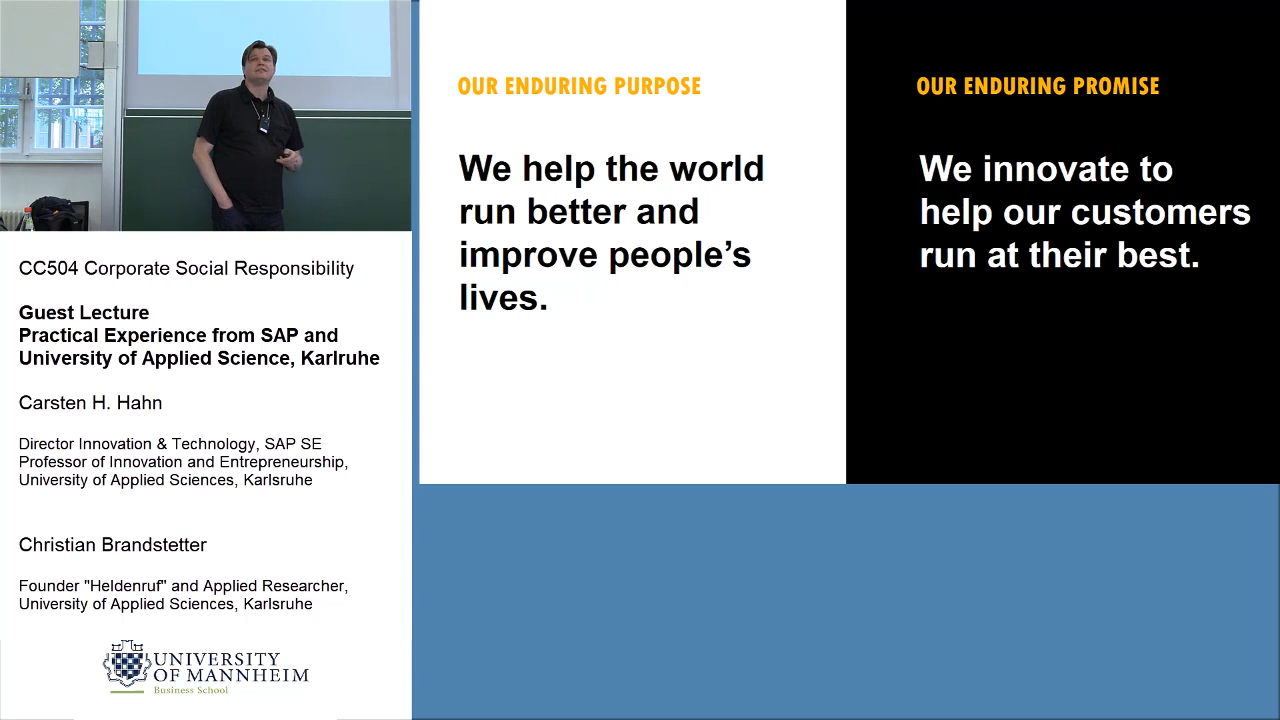 CC504 Corporate Social Responsibility
Guest Lecture
Practical Experience from SAP and
University of Applied Science, Karlruhe
Carsten H. Hahn
Director Innovation & Technology, SAP SE
Professor of Innovation and Entrepreneurship,
University of Applied Sciences, Karlsruhe
Christian Brandstetter
Founder "Heldenruf" and Applied Researcher,
University of Applied Sciences, Karlsruhe
UNIVERSITY
OF MANNHEIM
Business School
OUR ENDURING PURPOSE
We help the world
run better and
improve people’s
lives.
OUR ENDURING PROMISE
We innovate to
help our customers
run at their best.